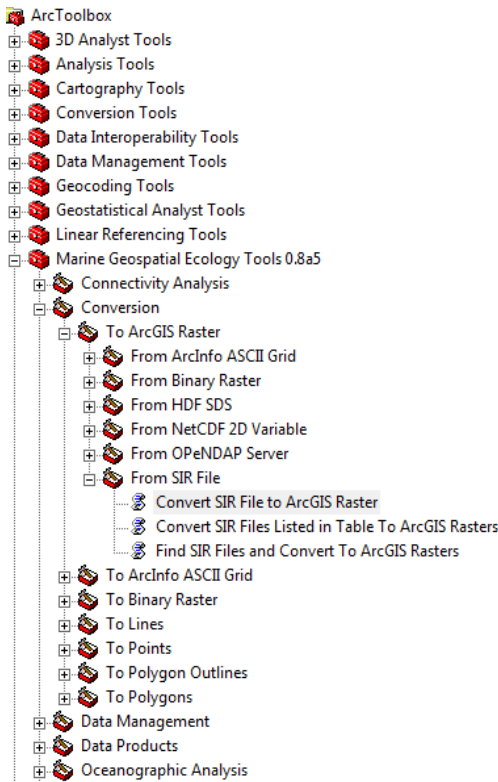 ArcToolbox
3D Analyst Tools
Analysis Tools
Cartography Tools
Conversion Tools
Data Interoperability Tools
Data Management Tools
Geocoding Tools
Geostatistical Analyst Tools
Linear Referencing Tools
Marine Geospatial Ecology Tools 0.8a5
Connectivity Analysis
Conversion
To ArcGIS Raster
From ArcInfo ASCII Grid
From Binary Raster
From HDF SDS
From NetCDF 2D Variable
From OPeNDAP Server
From SIR File
Convert SIR File to ArcGIS Raster
Convert SIR Files Listed in Table To ArcGIS Rasters
Find SIR Files and Convert To ArcGIS Rasters
To ArcInfo ASCII Grid
To Binary Raster
To Lines
To Points
To Polygon Outlines
To Polygons
Data Management
Data Products
Oceanographic Analysis